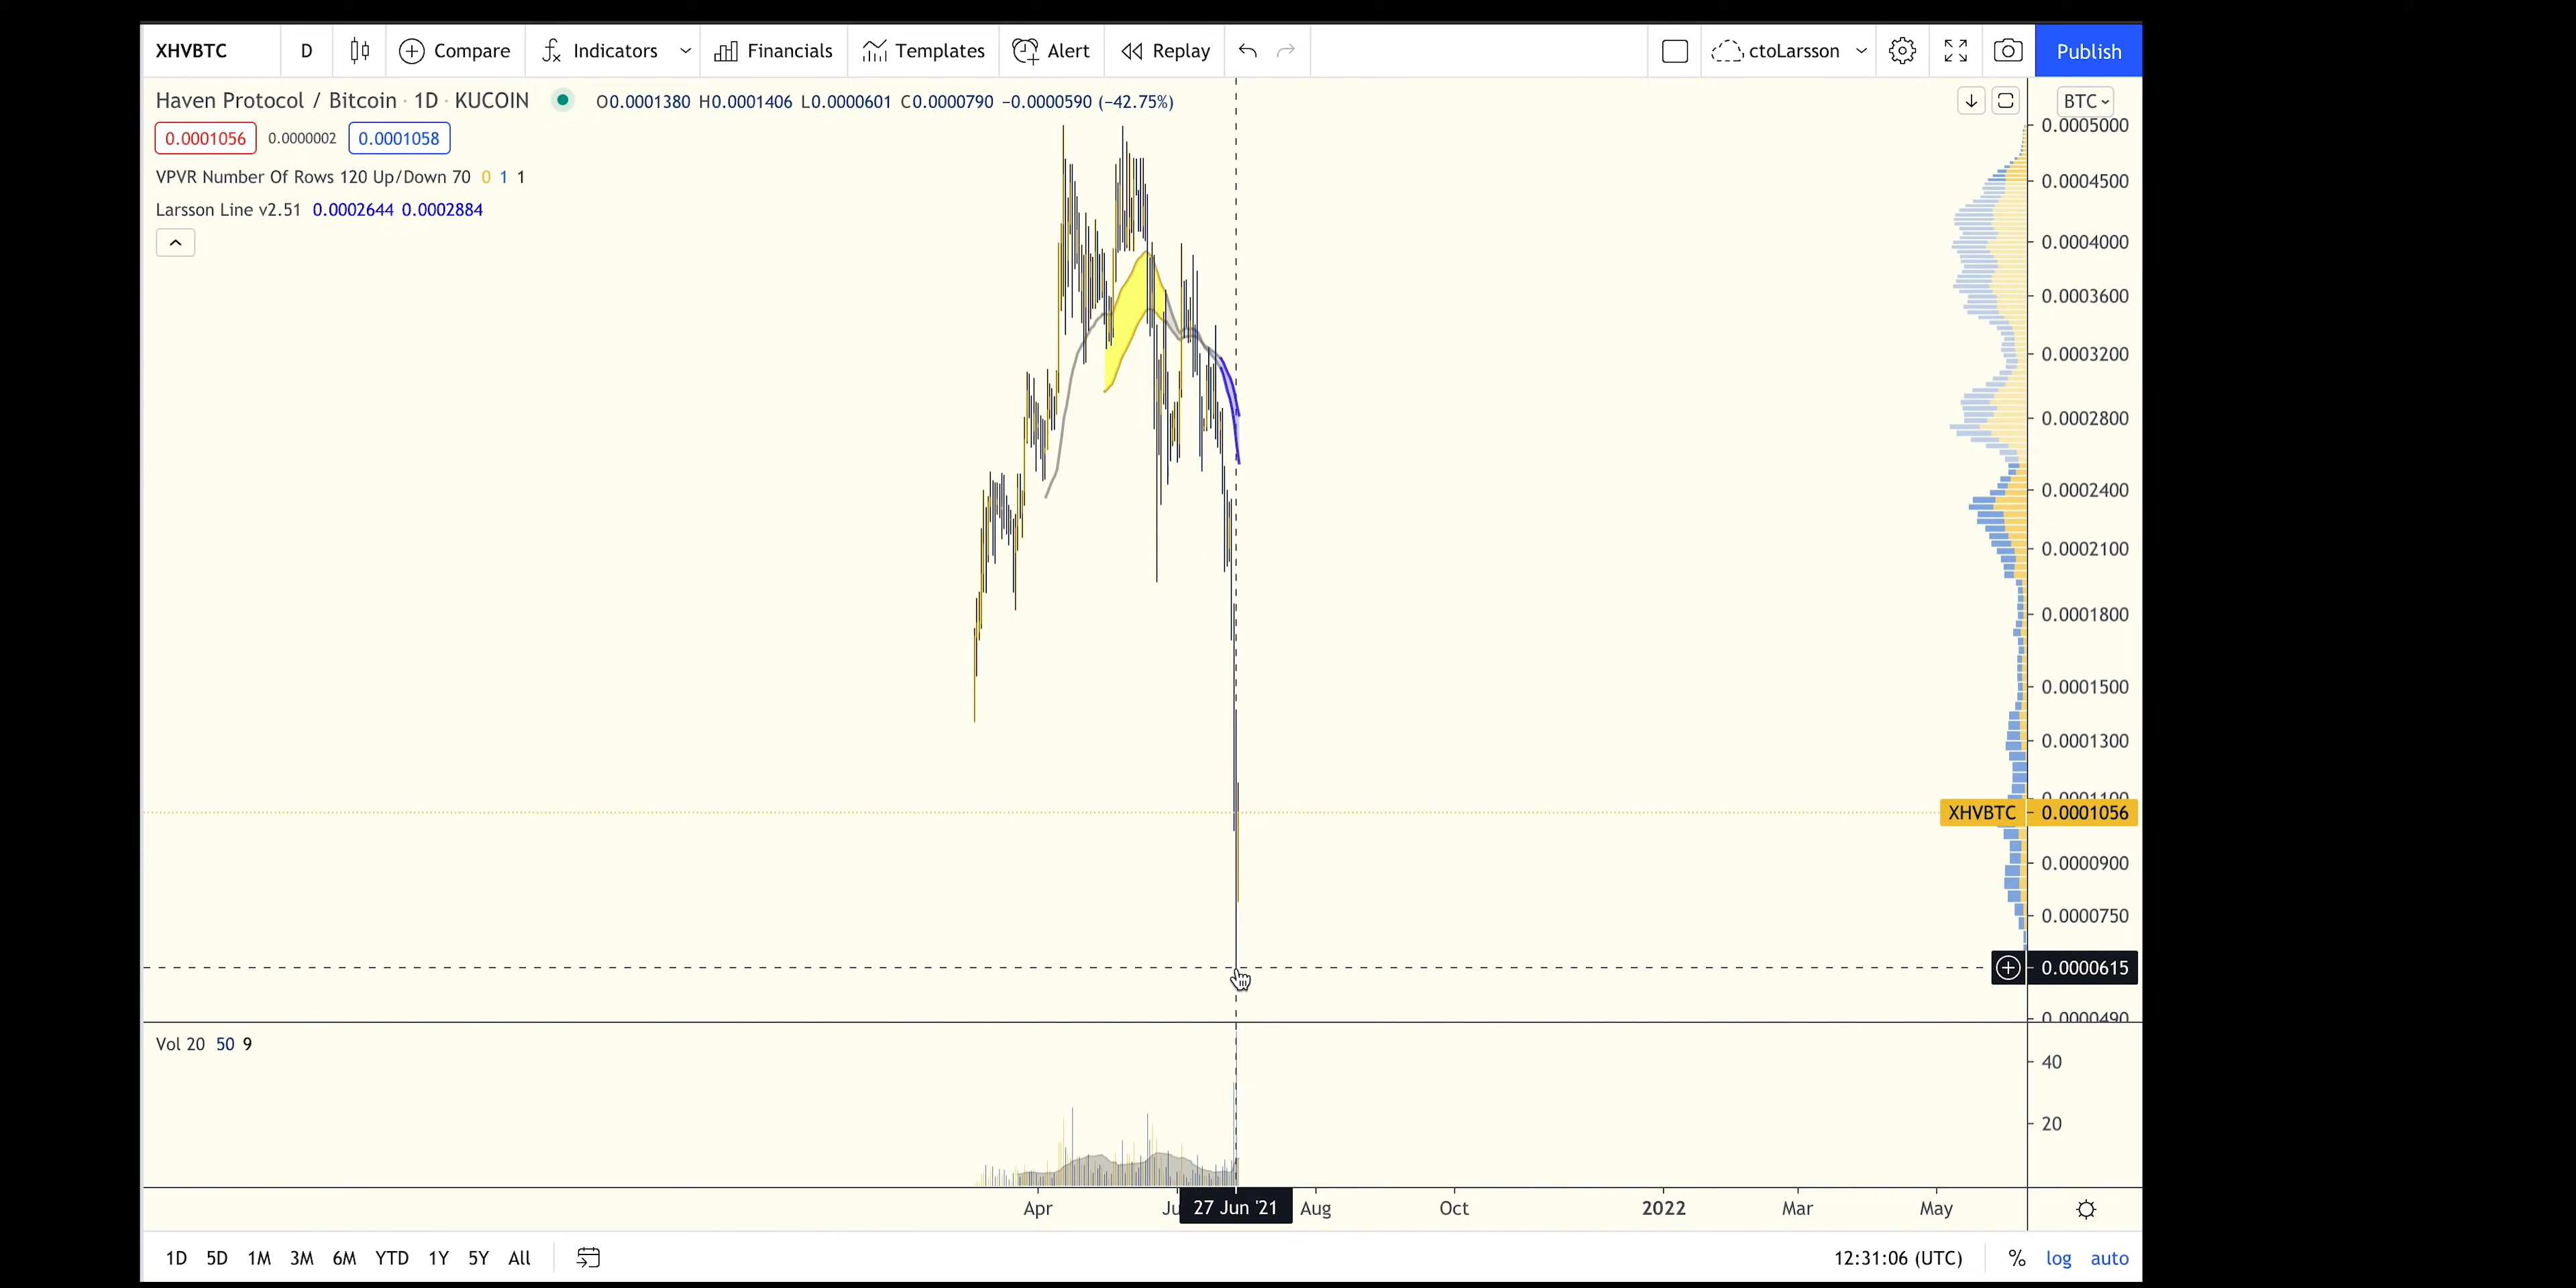 XHVBTC D Compare Indicators Financials Templates Alert Replay ctoLarsson Publish
Haven Protocol / Bitcoin · 1D · KUCOIN O0.0001380 H0.0001406 L0.0000601 C0.0000790 −0.0000590 (−42.75%) BTC
0.0001056 0.0000002 0.0001058
VPVR Number Of Rows 120 Up/Down 70 0 1 1
Larsson Line v2.51 0.0002644 0.0002884
0.0005000
0.0004500
0.0004000
0.0003600
0.0003200
0.0002800
0.0002400
0.0002100
0.0001800
0.0001500
0.0001300
0.0001100
XHVBTC 0.0001056
0.0000900
0.0000750
0.0000615
0.0000490
Vol 20 50 9
40
20
Apr Ju 27 Jun '21 Aug Oct 2022 Mar May
1D 5D 1M 3M 6M YTD 1Y 5Y All 12:31:06 (UTC) % log auto